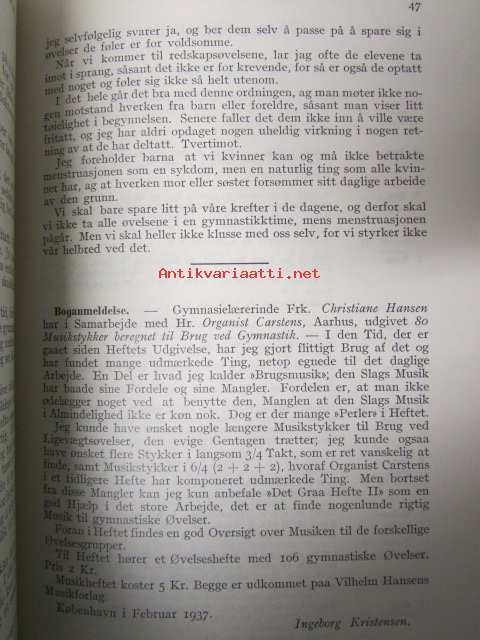 47
jeg selvfølgelig svarer ja, og ber dem selv å passe på å spare sig i
øvelser de føler er for voldsomme.
Når vi kommer til redskapsøvelsene, lar jag ofte de elevene ta
imot i sprang, såsant det ikke er for krevende, for så er også de optatt
med noget og føler sig ikke så helt utenom.
I det hele går det bra med denne ordningen, ag man møter ikke no-
gen motstand hverken fra barn eller foreldre, såsant man viser litt
føielighet i begynnelsen. Senere faller det dem ikke inn å ville være
fritatt, og jeg har aldri opdaget nogen uheldig virkning i nogen ret-
ning av at de har deltatt. Tvertimot.
Jeg foreholder barna at vi kvinner kan og må ikke betrakte
menstruasjonen som en sykdom, men en naturlig ting som alle kvin-
ner har, ag at hverken mor eller søster forsømmer sitt daglige arbeide
av den grunn.
Vi skal bare spare litt på våre krefter i de dagene, og derfor skal
vi ikke ta alle øvelsene i en gymnastikktime, mens menstruasjonen
pågår. Men vi skal heller ikke klusse med oss selv, for vi styrker ikke
vår helbred ved det.
Antikvariaatti.net
Boganmeldelse. — Gymnasielærerinde Frk. Christiane Hansen
har i Samarbejde med Hr. Organist Carstens, Aarhus, udgivet 80
Musikstykker beregnet til Brug ved Gymnastik. — I den Tid, der er
gaaet siden Heftets Udgivelse, har jeg gjort flittigt Brug af det og
har fundet mange udmærkede Ting, netop egnede til det daglige
Arbejde. En Del er hvad jeg kalder »Brugsmusik«; den Slags Musik
har baade sine Fordele og sine Mangler. Fordelen er, at man ikke
ødelægger noget ved at benytte den, Manglen at den Slags Musik
i Almindelighed ikke er køn nok. Dog er der mange »Perler« i Heftet.
Jeg kunde have ønsket nogle længere Musikstykker til Brug ved
Ligevægtsøvelser, den evige Gentagen trætter; jeg kunde ogsaa
have ønsket flere Stykker i langsom 3/4 Takt, som er ret vanskelig at
finde, samt Musikstykker i 6/4 (2 + 2 + 2), hvoraf Organist Carstens
i et tidligere Hefte har komponeret udmærkede Ting. Men bortset
fra disse Mangler kan jeg kun anbefale »Det Graa Hefte II« som en
god Hjælp i det store Arbejde, det er at finde nogenlunde rigtig
Musik til gymnastiske Øvelser.
Foran i Heftet findes en god Oversigt over Musiken til de forskellige
Øvelsesgrupper.
Til Heftet hører et Øvelseshefte med 106 gymnastiske Øvelser.
Pris 2 Kr.
Musikheftet koster 5 Kr. Begge er udkommet paa Vilhelm Hansens
Musikforlag.
København i Februar 1937.
Ingeborg Kristensen.